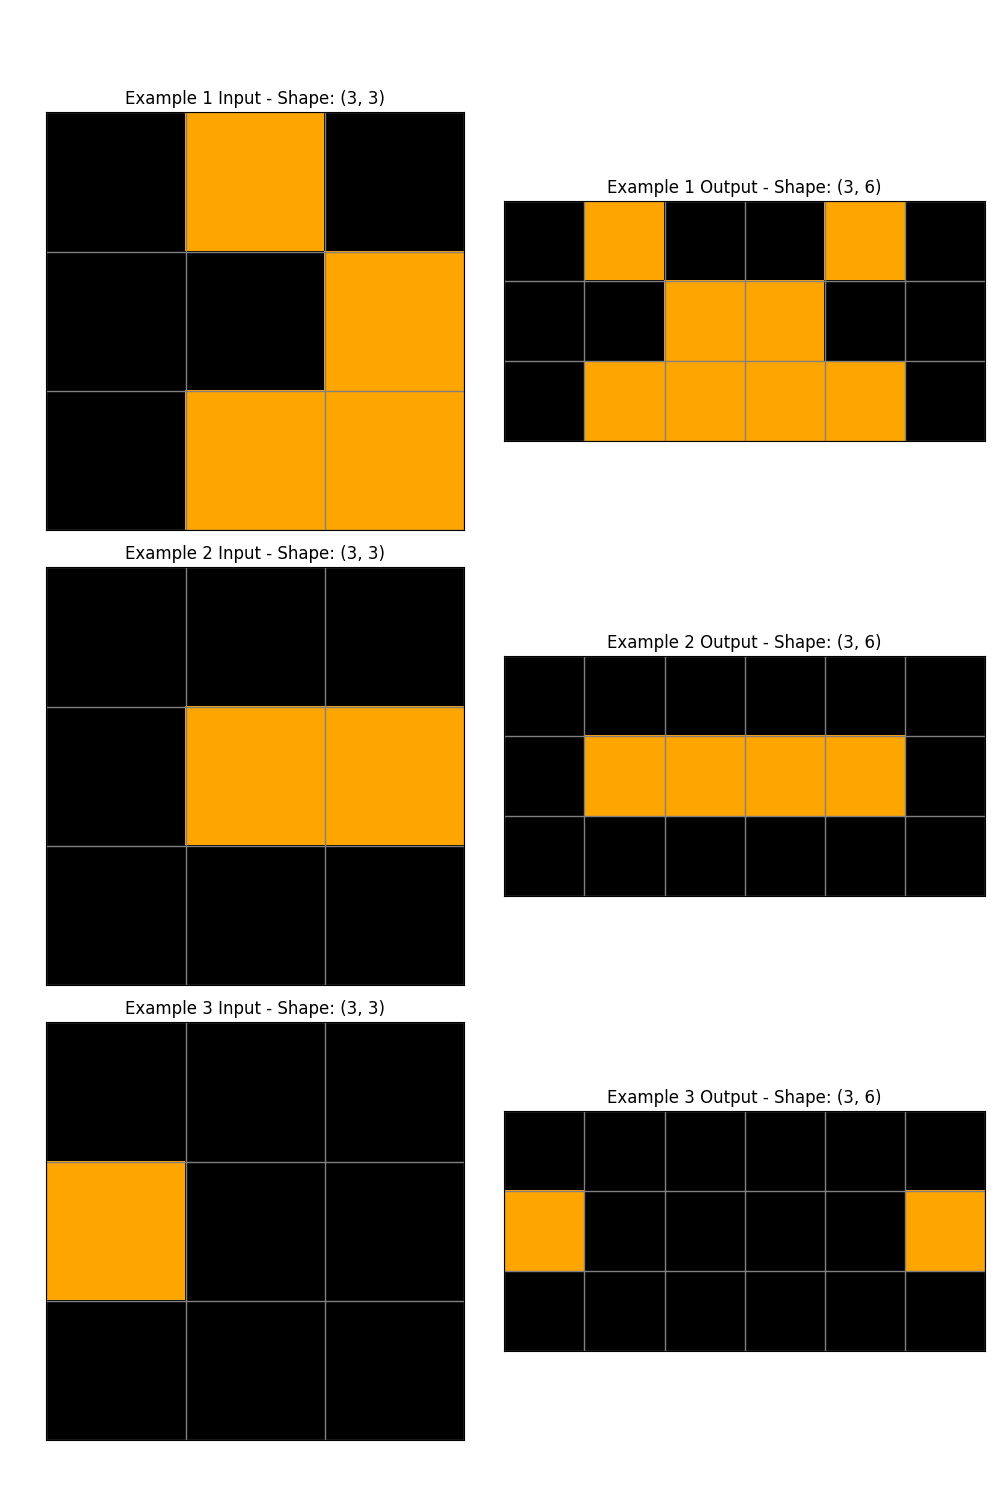 Example 1 Input - Shape: (3, 3)
Example 1 Output - Shape: (3, 6)
Example 2 Input - Shape: (3, 3)
Example 2 Output - Shape: (3, 6)
Example 3 Input - Shape: (3, 3)
Example 3 Output - Shape: (3, 6)